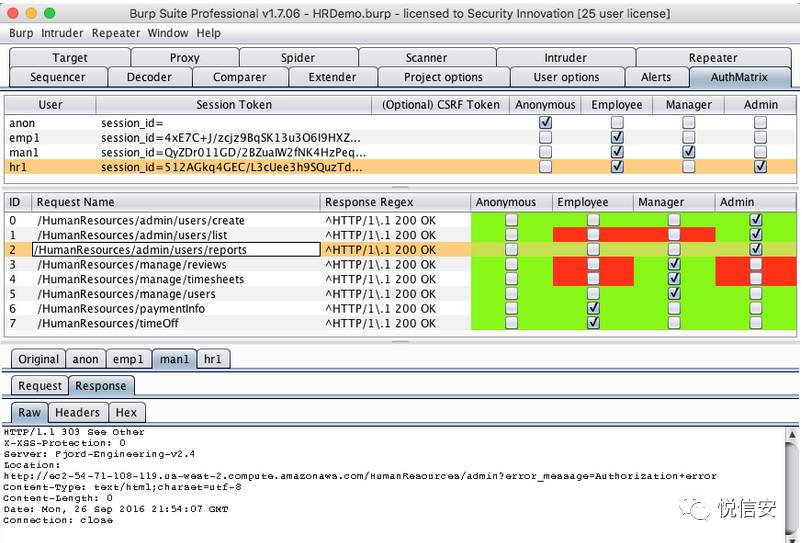 Burp Suite Professional v1.7.06 - HRDemo.burp - licensed to Security Innovation [25 user license]
Burp Intruder Repeater Window Help
Target Proxy Spider Scanner Intruder Repeater
Sequencer Decoder Comparer Extender Project options User options Alerts AuthMatrix
User Session Token (Optional) CSRF Token Anonymous Employee Manager Admin
anon session_id=
emp1 session_id=4xE7C+J/zcjz9BqSK13u3O6I9HXZ...
man1 session_id=QyZDr011GD/2BZuaIW2fNK4HzPeq...
hr1 session_id=512AGkq4GEC/L3cUee3h9SQuzTd...
ID Request Name Response Regex Anonymous Employee Manager Admin
0 /HumanResources/admin/users/create ^HTTP/1\.1 200 OK
1 /HumanResources/admin/users/list ^HTTP/1\.1 200 OK
2 /HumanResources/admin/users/reports ^HTTP/1\.1 200 OK
3 /HumanResources/manage/reviews ^HTTP/1\.1 200 OK
4 /HumanResources/manage/timesheets ^HTTP/1\.1 200 OK
5 /HumanResources/manage/users ^HTTP/1\.1 200 OK
6 /HumanResources/paymentInfo ^HTTP/1\.1 200 OK
7 /HumanResources/timeOff ^HTTP/1\.1 200 OK
Original anon emp1 man1 hr1
Request Response
Raw Headers Hex
HTTP/1.1 303 See Other
X-XSS-Protection: 0
Server: Fjord-Engineering-v2.4
Location:
http://ec2-54-71-108-119.us-west-2.compute.amazonaws.com/HumanResources/admin?error_message=Authorization+error
Content-Type: text/html;charset=utf-8
Content-Length: 0
Date: Mon, 26 Sep 2016 21:54:07 GMT
Connection: close
悦信安